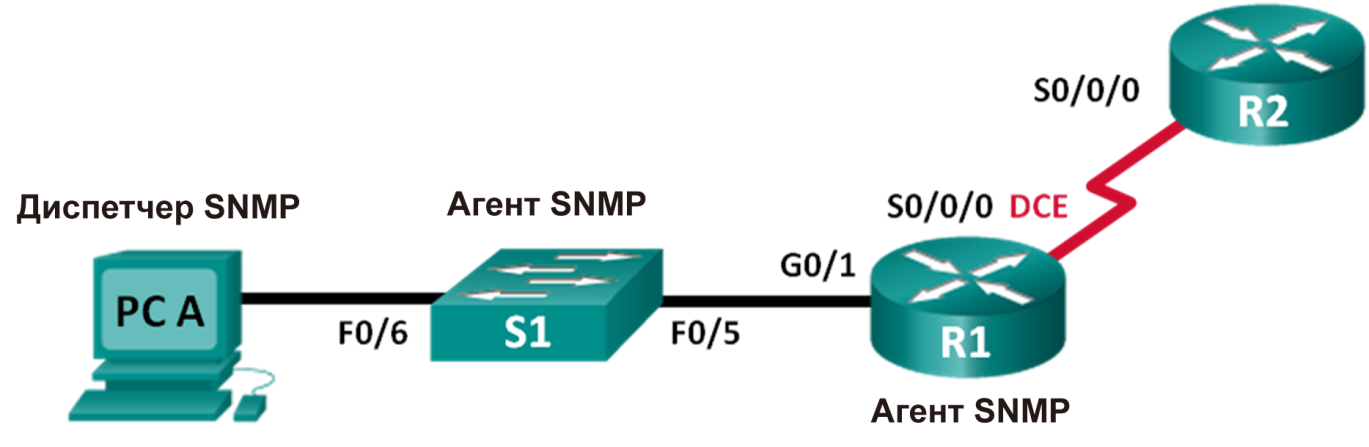 S0/0/0
R2
Диспетчер SNMP
Агент SNMP
S0/0/0 DCE
G0/1
PC A
F0/6
S1
F0/5
R1
Агент SNMP